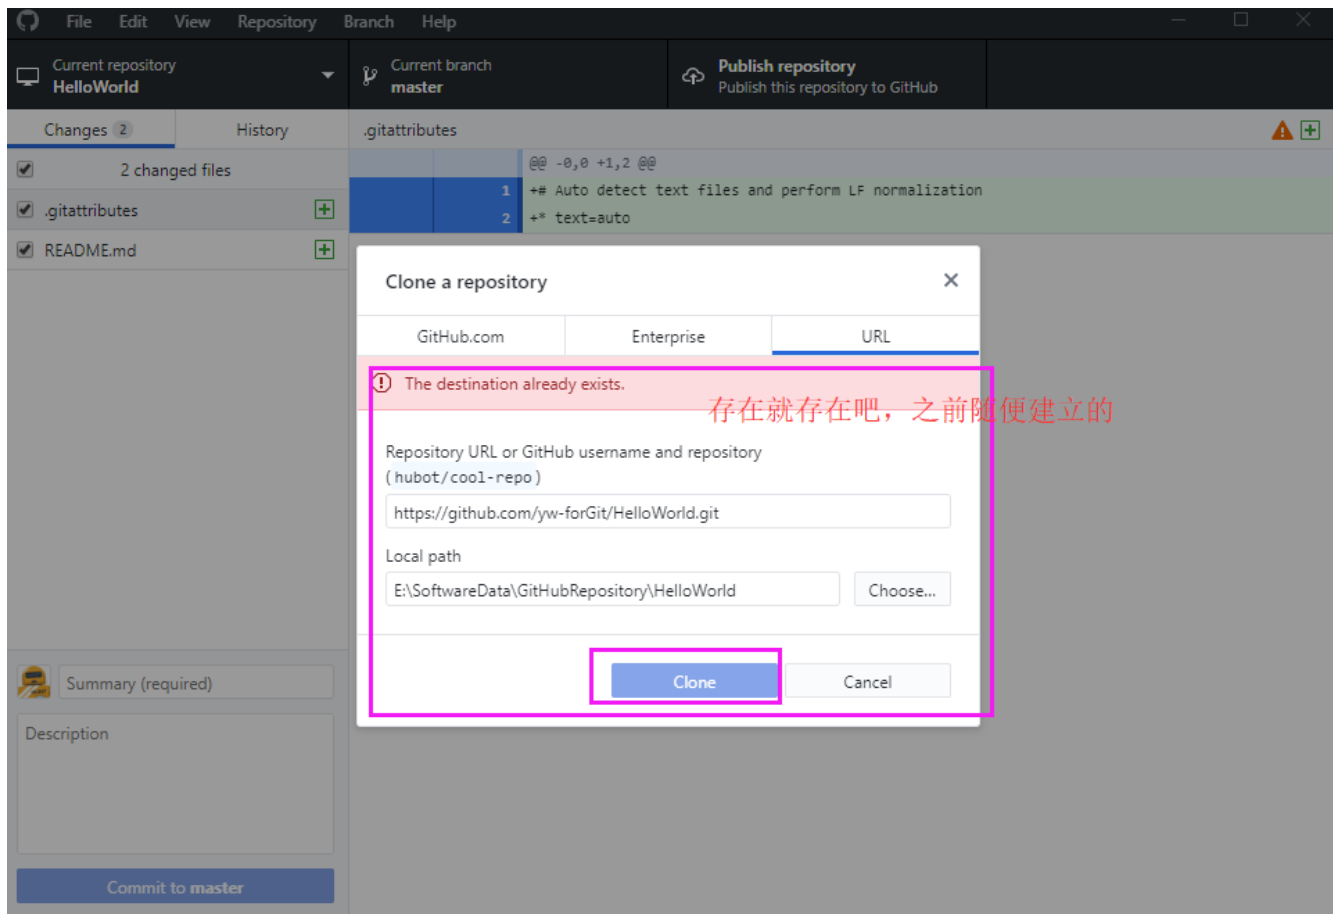 File Edit View Repository Branch Help
Current repository
HelloWorld
Current branch
master
Publish repository
Publish this repository to GitHub
Changes 2
History
.gitattributes
2 changed files
.gitattributes
README.md
@@ -0,0 +1,2 @@
1 +# Auto detect text files and perform LF normalization
2 +* text=auto
Clone a repository
GitHub.com
Enterprise
URL
The destination already exists.
存在就存在吧，之前随便建立的
Repository URL or GitHub username and repository
(hubot/cool-repo)
https://github.com/yw-forGit/HelloWorld.git
Local path
E:\SoftwareData\GitHubRepository\HelloWorld
Choose...
Clone
Cancel
Summary (required)
Description
Commit to master